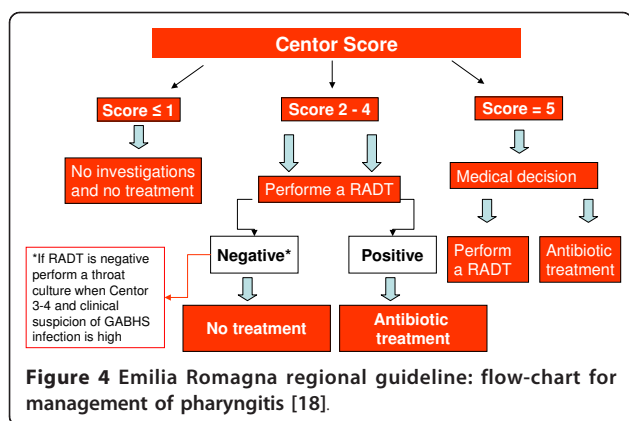 Centor Score
Score ≤ 1
Score 2 - 4
Score = 5
No investigations
and no treatment
Performe a RADT
Medical decision
*If RADT is negative
perform a throat
culture when Centor
3-4 and clinical
suspicion of GABHS
infection is high
Negative*
Positive
Perform
a RADT
Antibiotic
treatment
No treatment
Antibiotic
treatment
Figure 4 Emilia Romagna regional guideline: flow-chart for
management of pharyngitis [18].